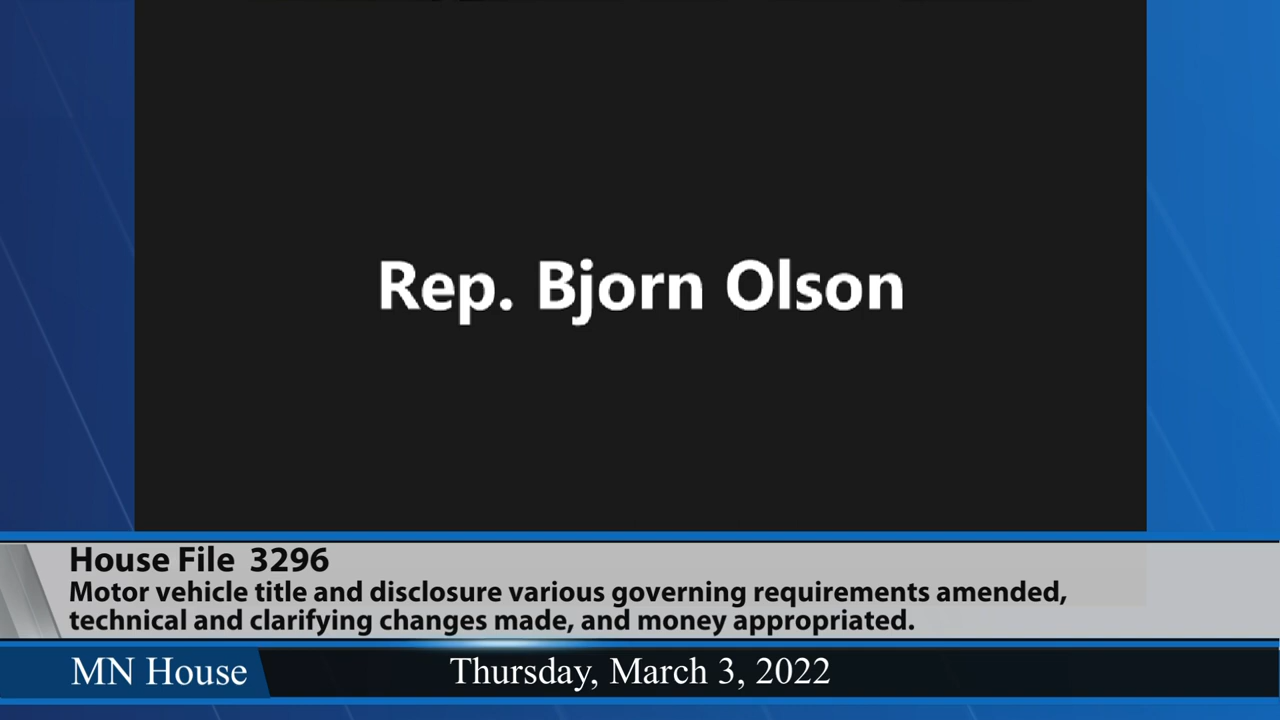 Rep. Bjorn Olson
House File 3296
Motor vehicle title and disclosure various governing requirements amended,
technical and clarifying changes made, and money appropriated.
MN House
Thursday, March 3, 2022